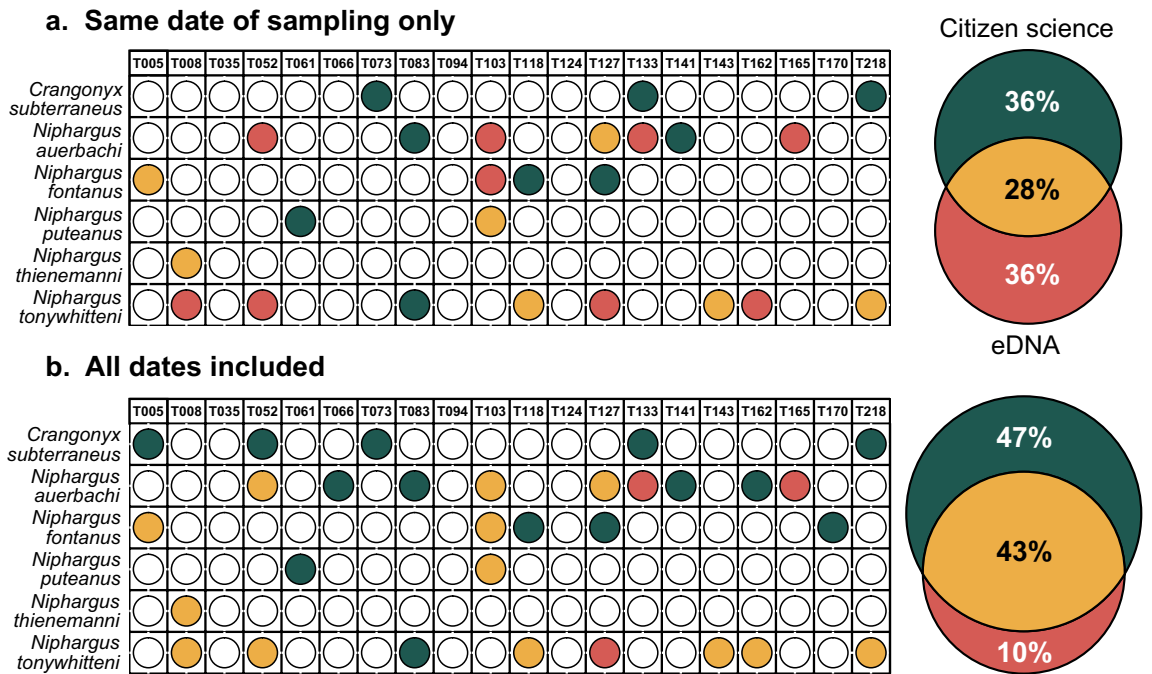 a. Same date of sampling only
Citizen science
T005 T008 T035 T052 T061 T066 T073 T083 T094 T103 T118 T124 T127 T133 T141 T143 T162 T165 T170 T218
Crangonyx
subterraneus
Niphargus
auerbachi
Niphargus
fontanus
Niphargus
puteanus
Niphargus
thienemanni
Niphargus
tonywhitteni
36%
28%
36%
eDNA
b. All dates included
T005 T008 T035 T052 T061 T066 T073 T083 T094 T103 T118 T124 T127 T133 T141 T143 T162 T165 T170 T218
Crangonyx
subterraneus
Niphargus
auerbachi
Niphargus
fontanus
Niphargus
puteanus
Niphargus
thienemanni
Niphargus
tonywhitteni
47%
43%
10%